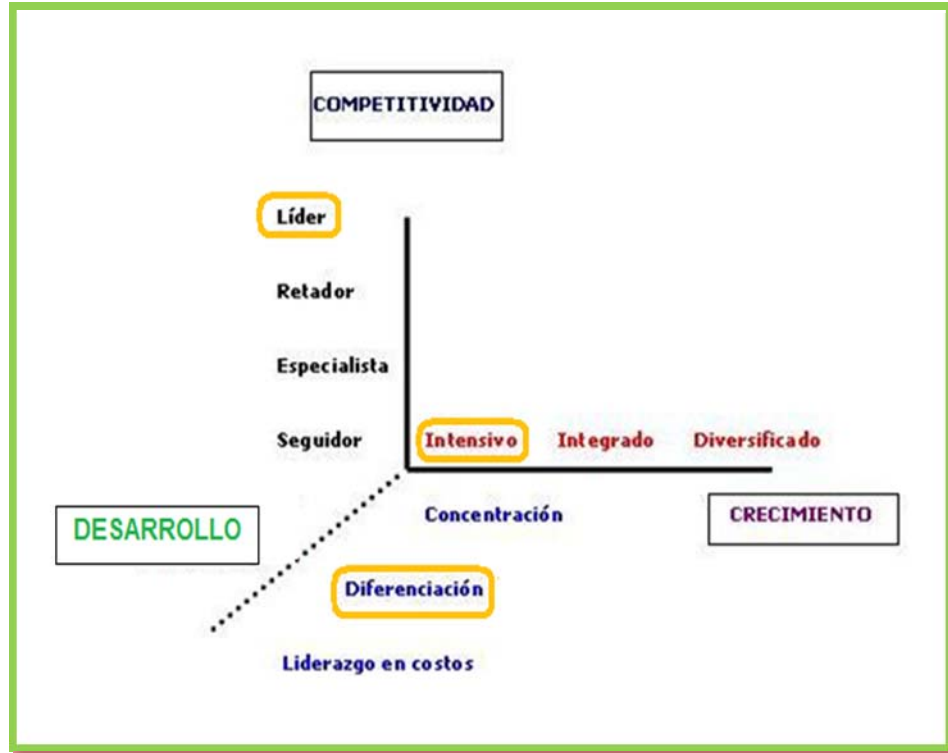 COMPETITIVIDAD
Líder
Retador
Especialista
Seguidor
Intensivo Integrado Diversificado
Concentración
CRECIMIENTO
DESARROLLO
Diferenciación
Liderazgo en costos